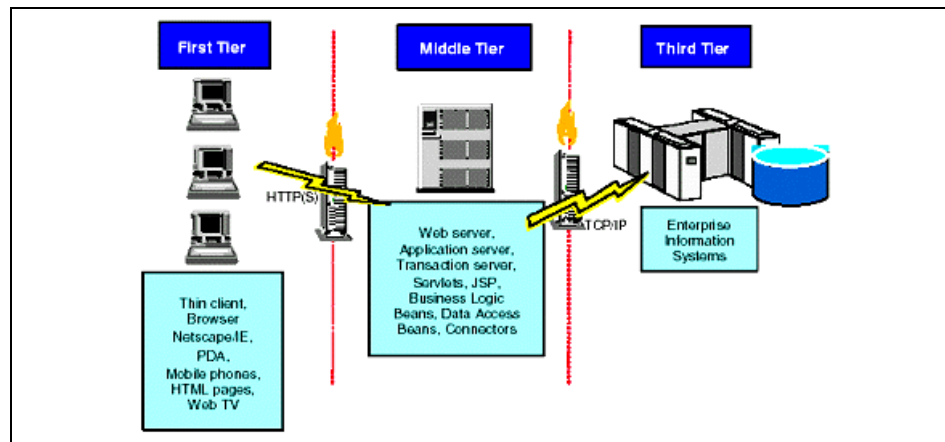 First Tier
Middle Tier
Third Tier
HTTP(S)
TCP/IP
Thin client,
Browser
Netscape/IE,
PDA,
Mobile phones,
HTML pages,
Web TV
Web server,
Application server,
Transaction server,
Servlets, JSP,
Business Logic
Beans, Data Access
Beans, Connectors
Enterprise
Information
Systems